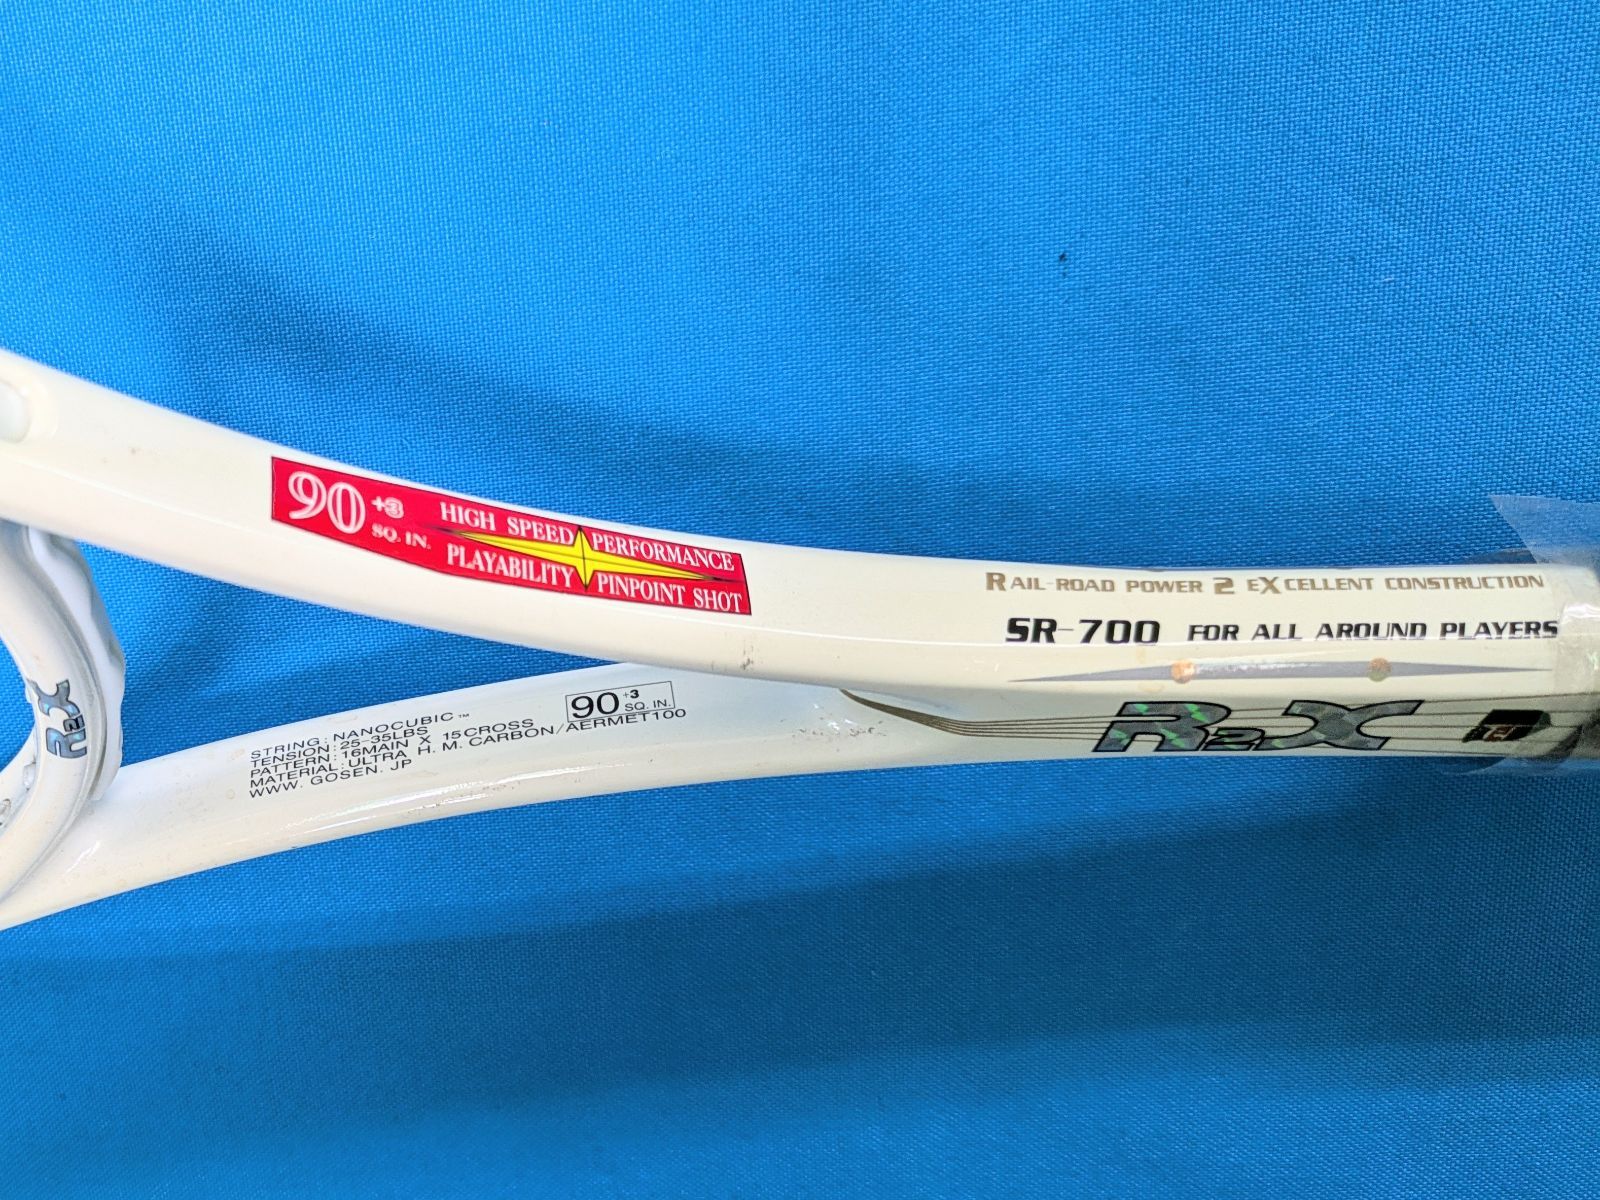 90 +3 SQ. IN.
HIGH SPEED PERFORMANCE
PLAYABILITY PINPOINT SHOT
RAIL-ROAD POWER 2 EXCELLENT CONSTRUCTION
SR-700 FOR ALL AROUND PLAYERS
R2X
R2X
90 +3 SQ. IN.
STRING: NANOCUBIC™
TENSION: 25-35LBS
PATTERN: 16MAIN X 15CROSS
MATERIAL: ULTRA H. M. CARBON/AERMET100
WWW. GOSEN. JP